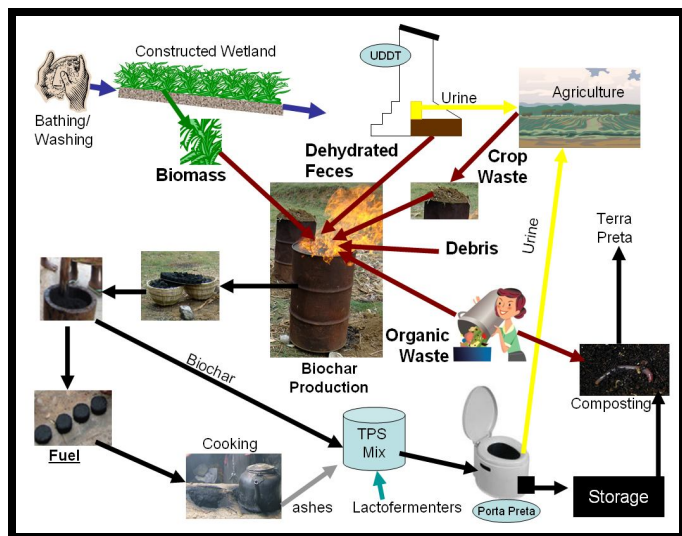 Constructed Wetland
UDDT
Urine
Agriculture
Bathing/
Washing
Dehydrated
Feces
Crop
Waste
Biomass
Terra
Preta
Urine
Debris
Organic
Waste
Biochar
Biochar
Production
Composting
Cooking
TPS
Mix
Fuel
ashes
Lactofermenters
Storage
Porta Preta